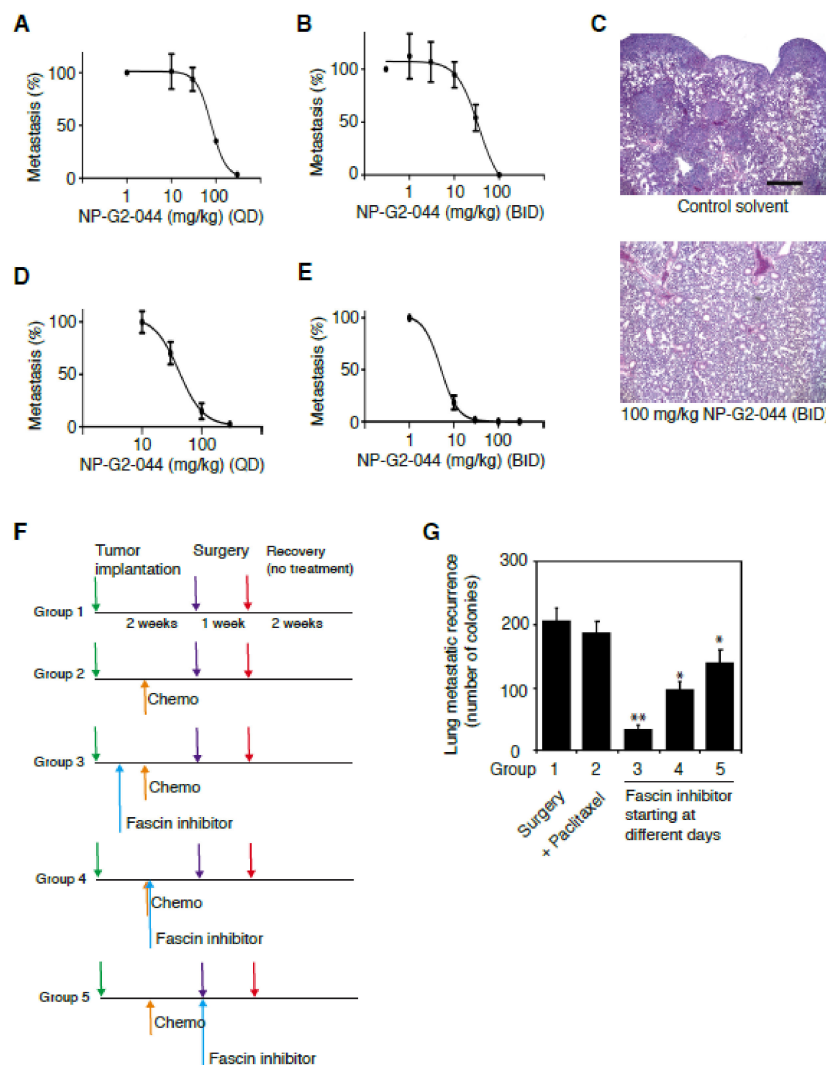 A
Metastasis (%)
100
50
0
1 10 100
NP-G2-044 (mg/kg) (QD)
B
Metastasis (%)
100
50
0
1 10 100
NP-G2-044 (mg/kg) (BID)
C
Control solvent
100 mg/kg NP-G2-044 (BID)
D
Metastasis (%)
100
50
0
10 100
NP-G2-044 (mg/kg) (QD)
E
Metastasis (%)
100
50
0
1 10 100
NP-G2-044 (mg/kg) (BID)
F
Tumor
implantation
Surgery
Recovery
(no treatment)
Group 1
2 weeks 1 week 2 weeks
Group 2
Chemo
Group 3
Chemo
Fascin inhibitor
Group 4
Chemo
Fascin inhibitor
Group 5
Chemo
Fascin inhibitor
G
Lung metastatic recurrence
(number of colonies)
300
200
100
0
** * *
Group 1 2 3 4 5
Surgery
+ Paclitaxel
Fascin inhibitor
starting at
different days